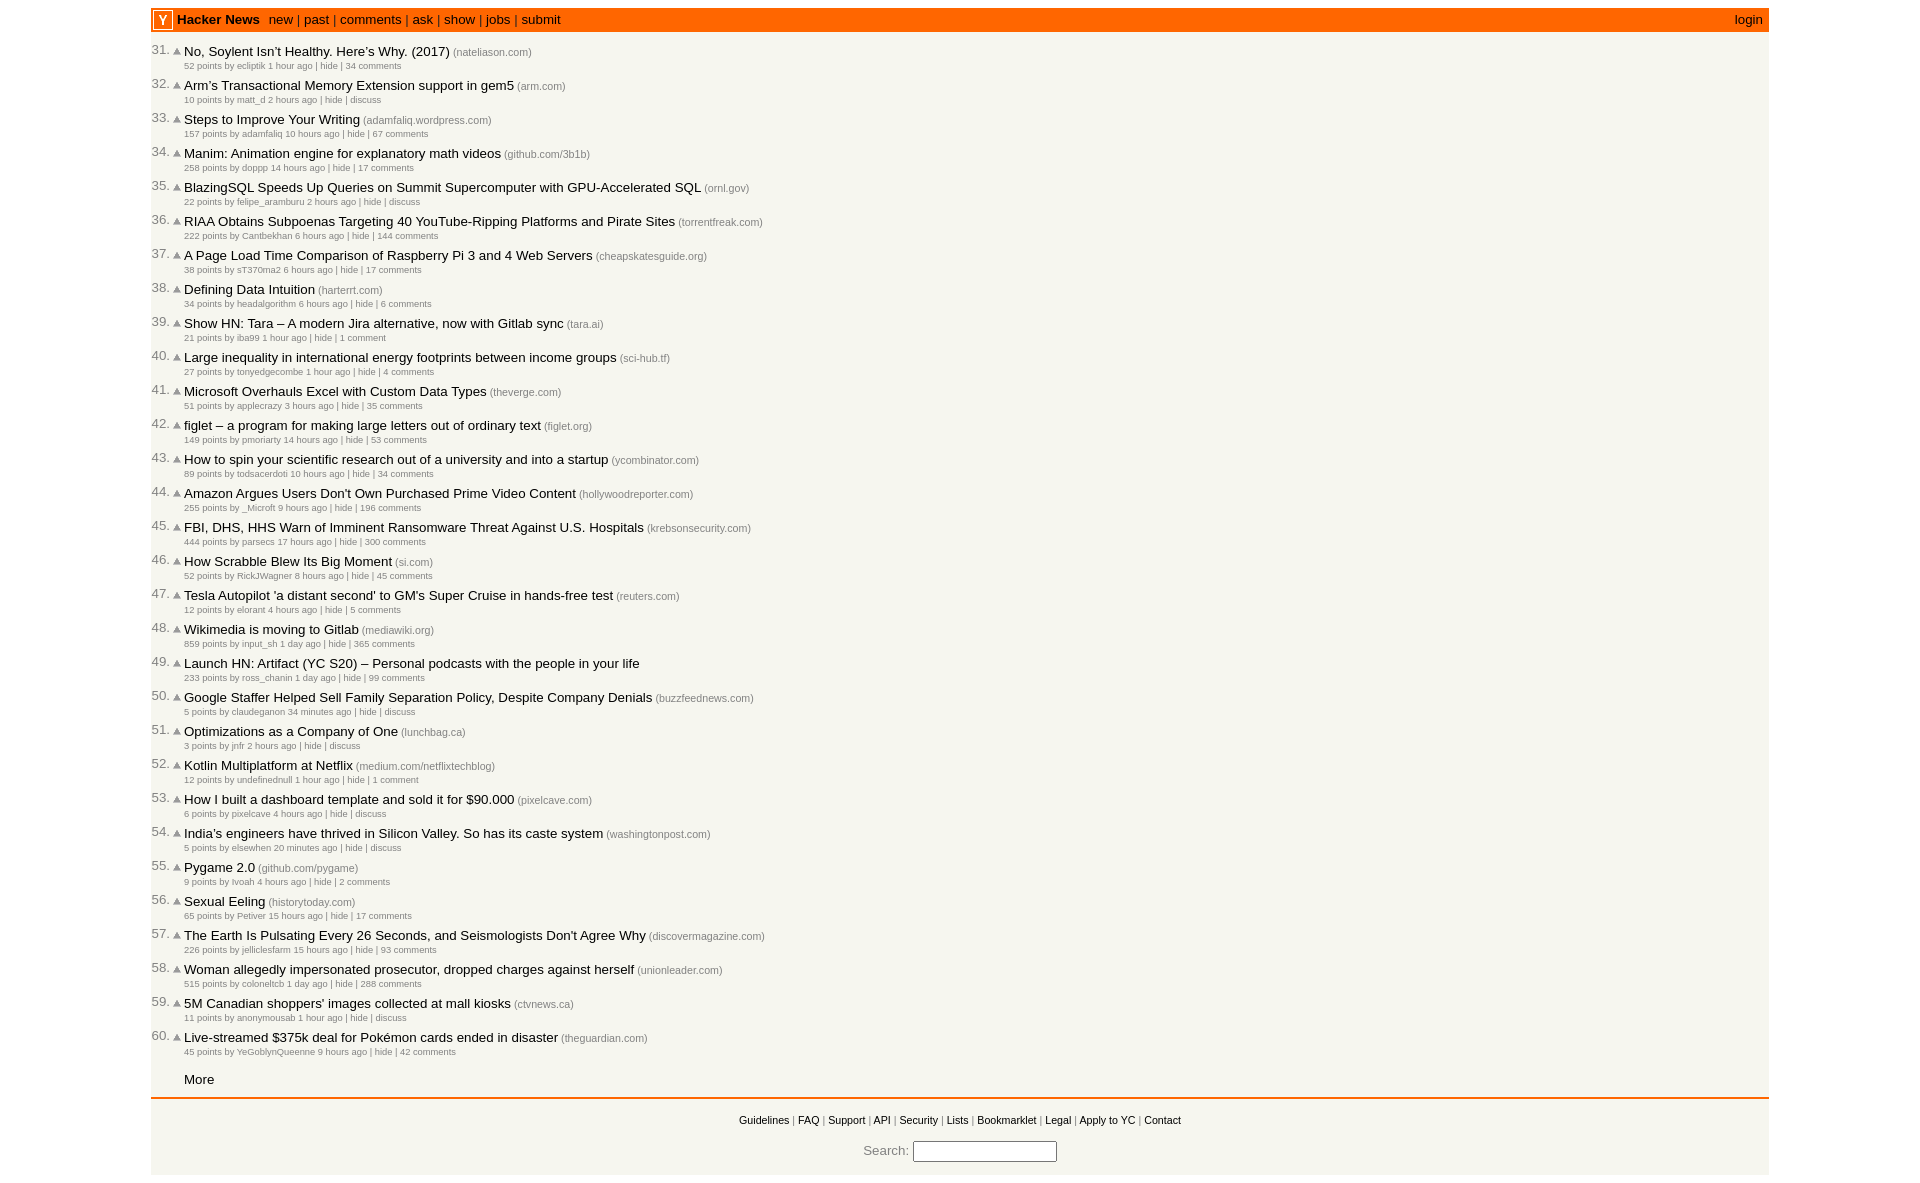 Y Hacker News new | past | comments | ask | show | jobs | submit login
31. No, Soylent Isn’t Healthy. Here’s Why. (2017) (nateliason.com)
52 points by ecliptik 1 hour ago | hide | 34 comments
32. Arm’s Transactional Memory Extension support in gem5 (arm.com)
10 points by matt_d 2 hours ago | hide | discuss
33. Steps to Improve Your Writing (adamfaliq.wordpress.com)
157 points by adamfaliq 10 hours ago | hide | 67 comments
34. Manim: Animation engine for explanatory math videos (github.com/3b1b)
258 points by doppp 14 hours ago | hide | 17 comments
35. BlazingSQL Speeds Up Queries on Summit Supercomputer with GPU-Accelerated SQL (ornl.gov)
22 points by felipe_aramburu 2 hours ago | hide | discuss
36. RIAA Obtains Subpoenas Targeting 40 YouTube-Ripping Platforms and Pirate Sites (torrentfreak.com)
222 points by Cantbekhan 6 hours ago | hide | 144 comments
37. A Page Load Time Comparison of Raspberry Pi 3 and 4 Web Servers (cheapskatesguide.org)
38 points by sT370ma2 6 hours ago | hide | 17 comments
38. Defining Data Intuition (harterrt.com)
34 points by headalgorithm 6 hours ago | hide | 6 comments
39. Show HN: Tara – A modern Jira alternative, now with Gitlab sync (tara.ai)
21 points by iba99 1 hour ago | hide | 1 comment
40. Large inequality in international energy footprints between income groups (sci-hub.tf)
27 points by tonyedgecombe 1 hour ago | hide | 4 comments
41. Microsoft Overhauls Excel with Custom Data Types (theverge.com)
51 points by applecrazy 3 hours ago | hide | 35 comments
42. figlet – a program for making large letters out of ordinary text (figlet.org)
149 points by pmoriarty 14 hours ago | hide | 53 comments
43. How to spin your scientific research out of a university and into a startup (ycombinator.com)
89 points by todsacerdoti 10 hours ago | hide | 34 comments
44. Amazon Argues Users Don't Own Purchased Prime Video Content (hollywoodreporter.com)
255 points by _Microft 9 hours ago | hide | 196 comments
45. FBI, DHS, HHS Warn of Imminent Ransomware Threat Against U.S. Hospitals (krebsonsecurity.com)
444 points by parsecs 17 hours ago | hide | 300 comments
46. How Scrabble Blew Its Big Moment (si.com)
52 points by RickJWagner 8 hours ago | hide | 45 comments
47. Tesla Autopilot 'a distant second' to GM's Super Cruise in hands-free test (reuters.com)
12 points by elorant 4 hours ago | hide | 5 comments
48. Wikimedia is moving to Gitlab (mediawiki.org)
859 points by input_sh 1 day ago | hide | 365 comments
49. Launch HN: Artifact (YC S20) – Personal podcasts with the people in your life
233 points by ross_chanin 1 day ago | hide | 99 comments
50. Google Staffer Helped Sell Family Separation Policy, Despite Company Denials (buzzfeednews.com)
5 points by claudeganon 34 minutes ago | hide | discuss
51. Optimizations as a Company of One (lunchbag.ca)
3 points by jnfr 2 hours ago | hide | discuss
52. Kotlin Multiplatform at Netflix (medium.com/netflixtechblog)
12 points by undefinednull 1 hour ago | hide | 1 comment
53. How I built a dashboard template and sold it for $90.000 (pixelcave.com)
6 points by pixelcave 4 hours ago | hide | discuss
54. India’s engineers have thrived in Silicon Valley. So has its caste system (washingtonpost.com)
5 points by elsewhen 20 minutes ago | hide | discuss
55. Pygame 2.0 (github.com/pygame)
9 points by lvoah 4 hours ago | hide | 2 comments
56. Sexual Eeling (historytoday.com)
65 points by Petiver 15 hours ago | hide | 17 comments
57. The Earth Is Pulsating Every 26 Seconds, and Seismologists Don't Agree Why (discovermagazine.com)
226 points by jelliclesfarm 15 hours ago | hide | 93 comments
58. Woman allegedly impersonated prosecutor, dropped charges against herself (unionleader.com)
515 points by coloneltcb 1 day ago | hide | 288 comments
59. 5M Canadian shoppers' images collected at mall kiosks (ctvnews.ca)
11 points by anonymousab 1 hour ago | hide | discuss
60. Live-streamed $375k deal for Pokémon cards ended in disaster (theguardian.com)
45 points by YeGoblynQueenne 9 hours ago | hide | 42 comments
More
Guidelines | FAQ | Support | API | Security | Lists | Bookmarklet | Legal | Apply to YC | Contact
Search: